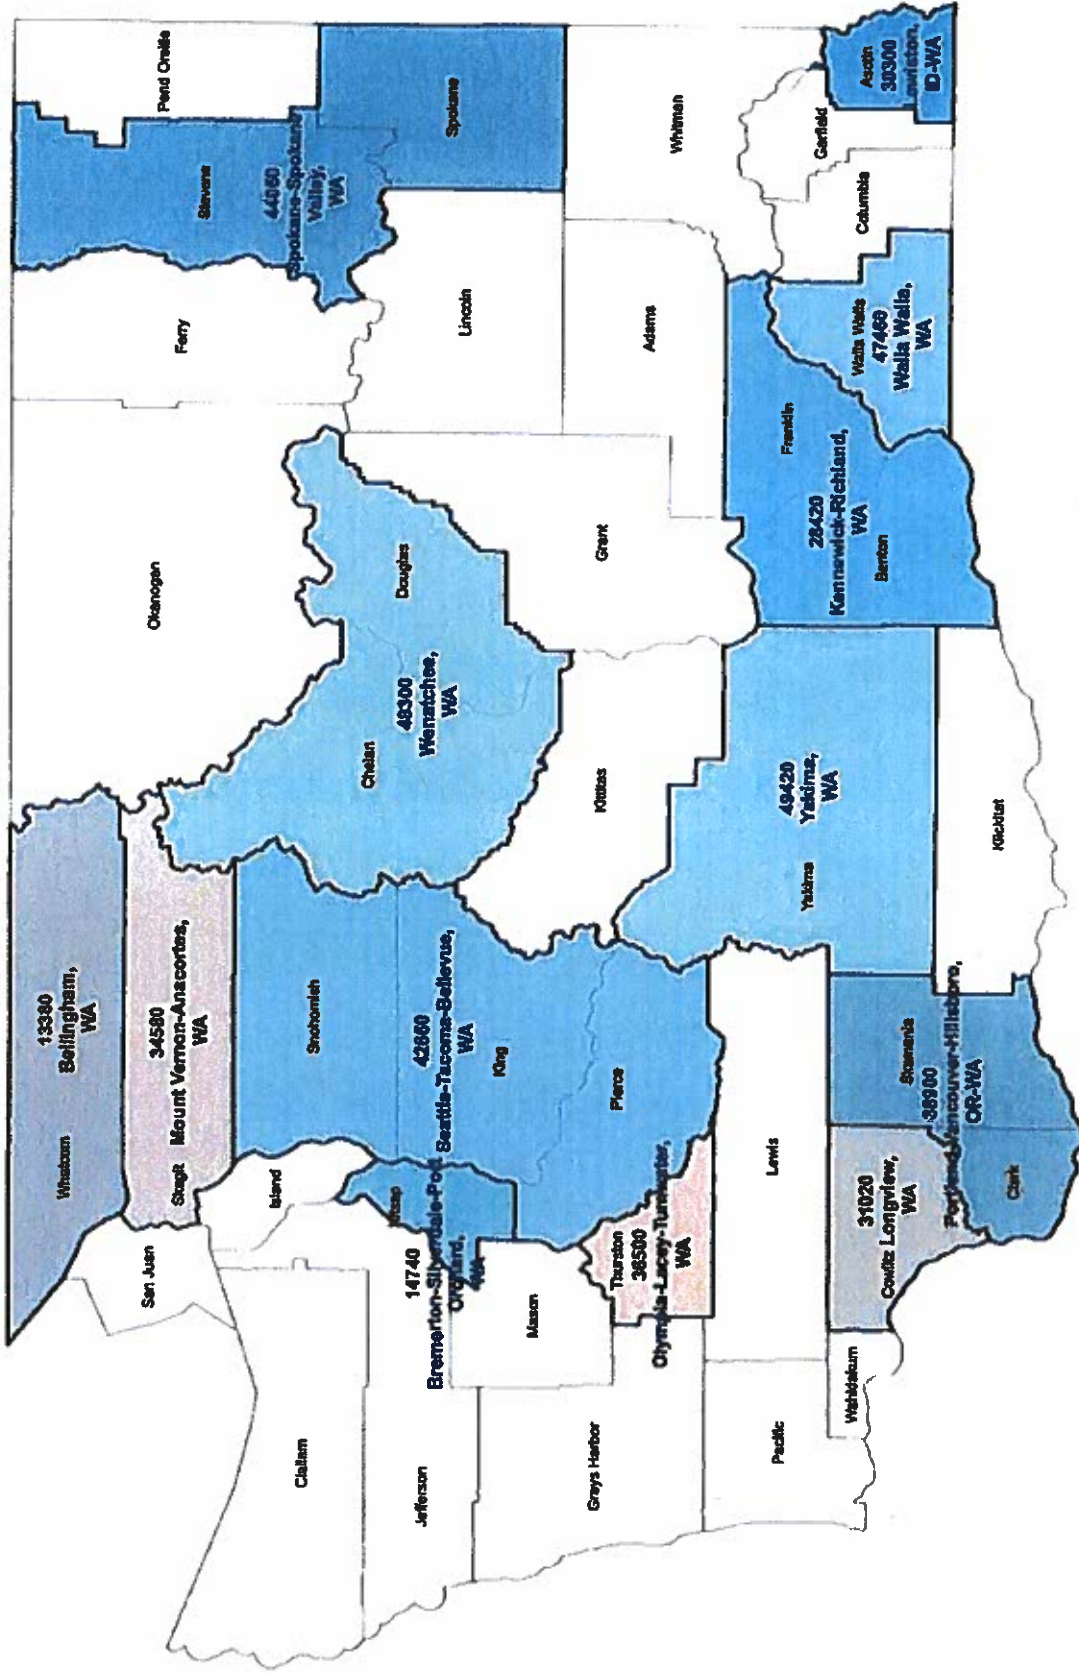 Whatcom
13380
Bellingham,
WA
San Juan
Skagit
34580
Mount Vernon-Anacortes,
WA
Island
Snohomish
Okanogan
Ferry
Stevens
Pend Oreille
44060
Spokane-Spokane
Valley,
WA
Spokane
Clallam
Jefferson
14740
Bremerton-Silverdale-Port
Orchard,
WA
Kitsap
42660
Seattle-Tacoma-Bellevue,
WA
King
Chelan
48300
Wenatchee,
WA
Douglas
Lincoln
Grays Harbor
Mason
Thurston
36500
Olympia-Lacey-Tumwater,
WA
Pierce
Kittitas
Grant
Adams
Whitman
Pacific
Lewis
Yakima
49420
Yakima,
WA
28420
Kennewick-Richland,
WA
Franklin
Benton
Walla Walla
47460
Walla Walla,
WA
Columbia
Garfield
Asotin
30300
Lewiston,
ID-WA
Wahkiakum
Cowlitz
31020
Longview,
WA
Skamania
38900
Portland-Vancouver-Hillsboro,
OR-WA
Clark
Klickitat